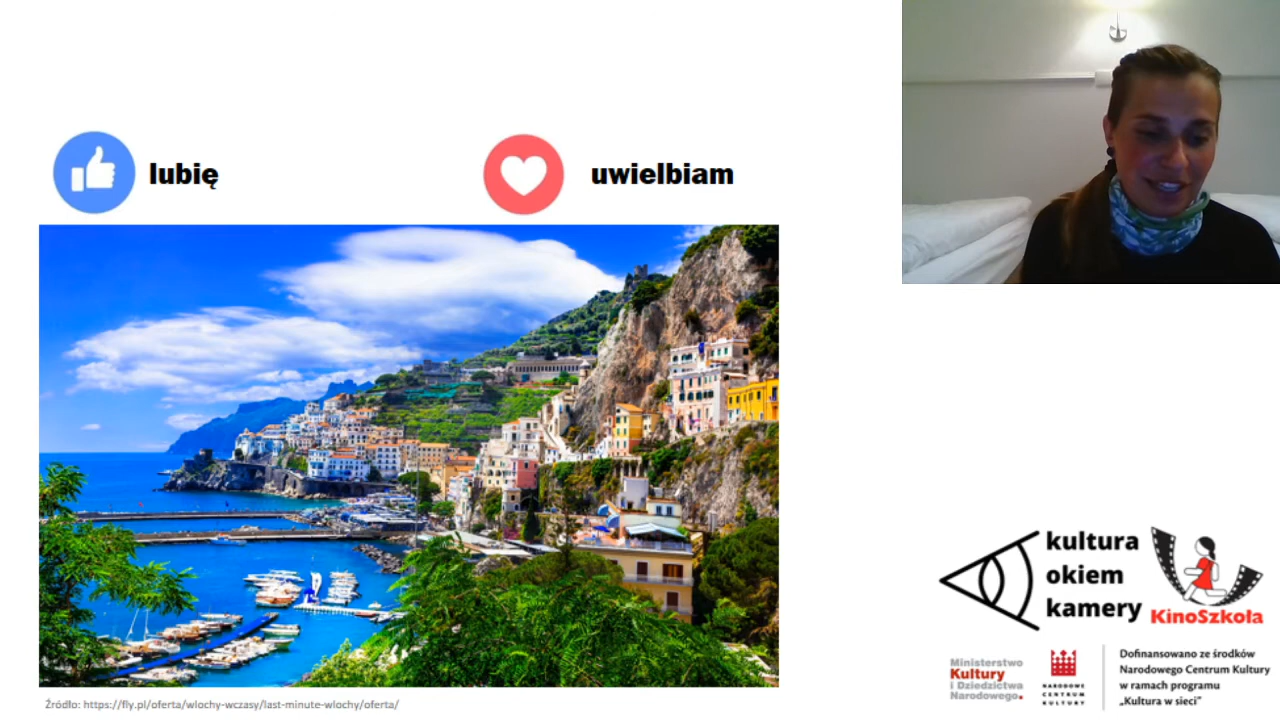 lubię
uwielbiam
kultura
okiem
kamery
KinoSzkoła
Ministerstwo
Kultury
i Dziedzictwa
Narodowego.
NARODOWE
CENTRUM
KULTURY
Dofinansowano ze środków
Narodowego Centrum Kultury
w ramach programu
„Kultura w sieci”
Źródło: https://fly.pl/oferta/wlochy-wczasy/last-minute-wlochy/oferta/